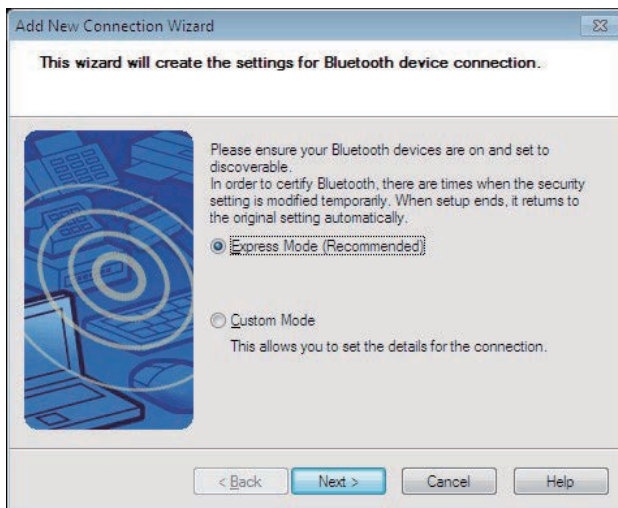 Add New Connection Wizard
This wizard will create the settings for Bluetooth device connection.
Please ensure your Bluetooth devices are on and set to
discoverable.
In order to certify Bluetooth, there are times when the security
setting is modified temporarily. When setup ends, it returns to
the original setting automatically.
Express Mode (Recommended)
Custom Mode
This allows you to set the details for the connection.
< Back Next > Cancel Help